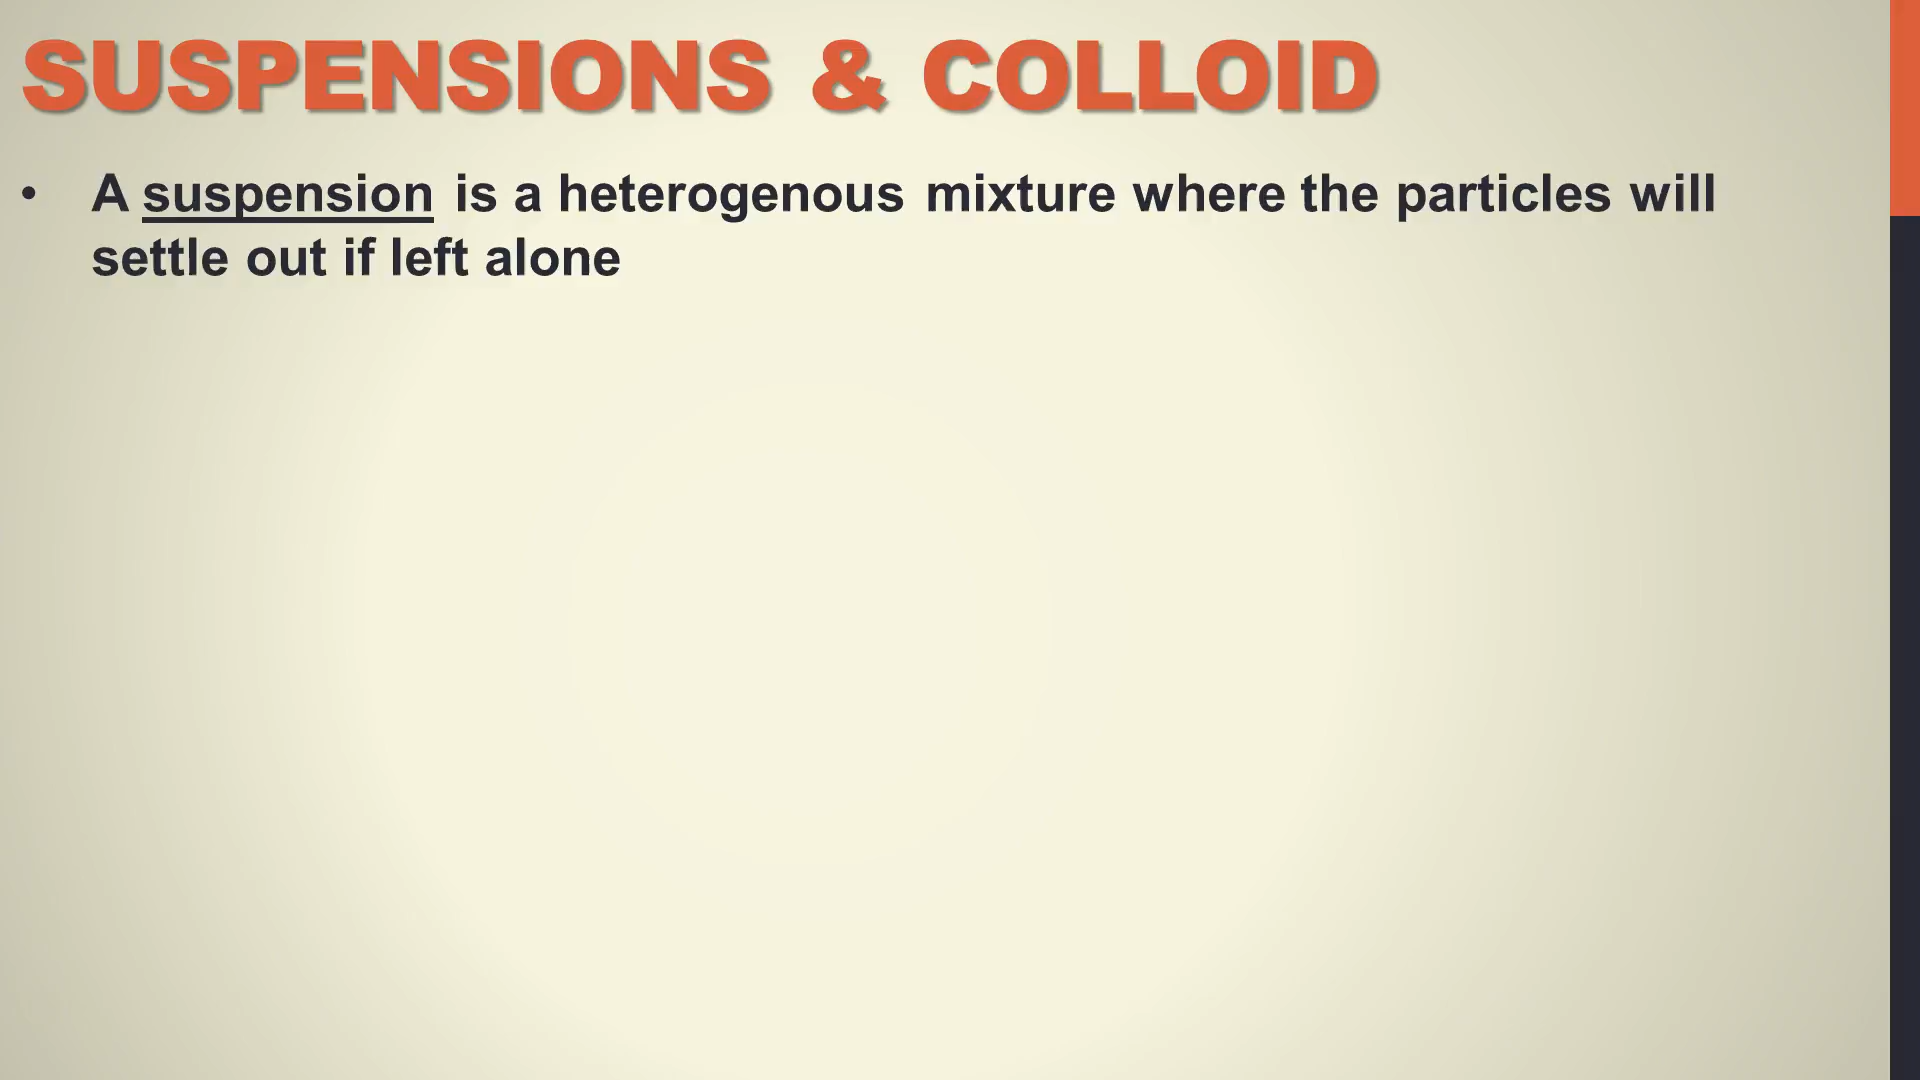 SUSPENSIONS & COLLOID
• A suspension is a heterogenous mixture where the particles will
settle out if left alone